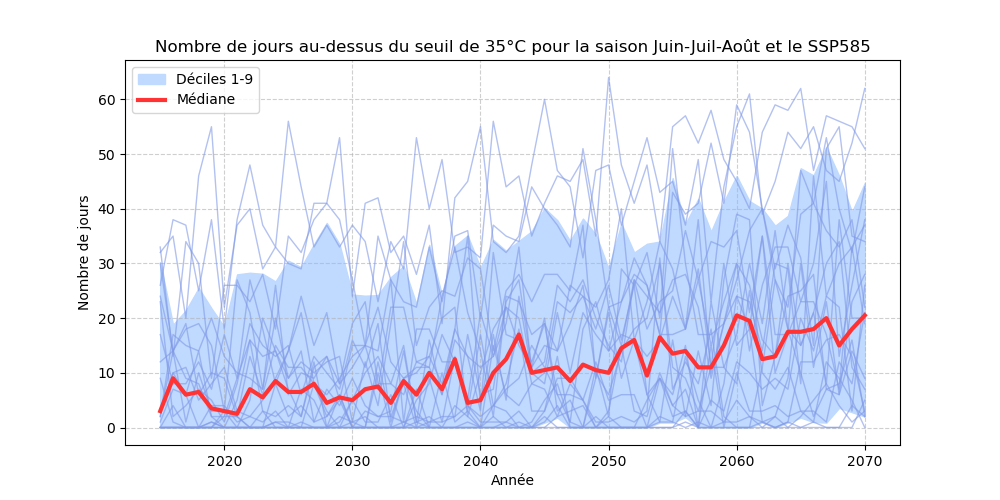 Nombre de jours au-dessus du seuil de 35°C pour la saison Juin-Juil-Août et le SSP585
Déciles 1-9
Médiane
Nombre de jours
60
50
40
30
20
10
0
2020 2030 2040 2050 2060 2070
Année